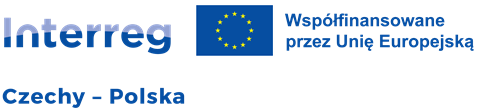 Interreg
Współfinansowane
przez Unię Europejską
Czechy – Polska